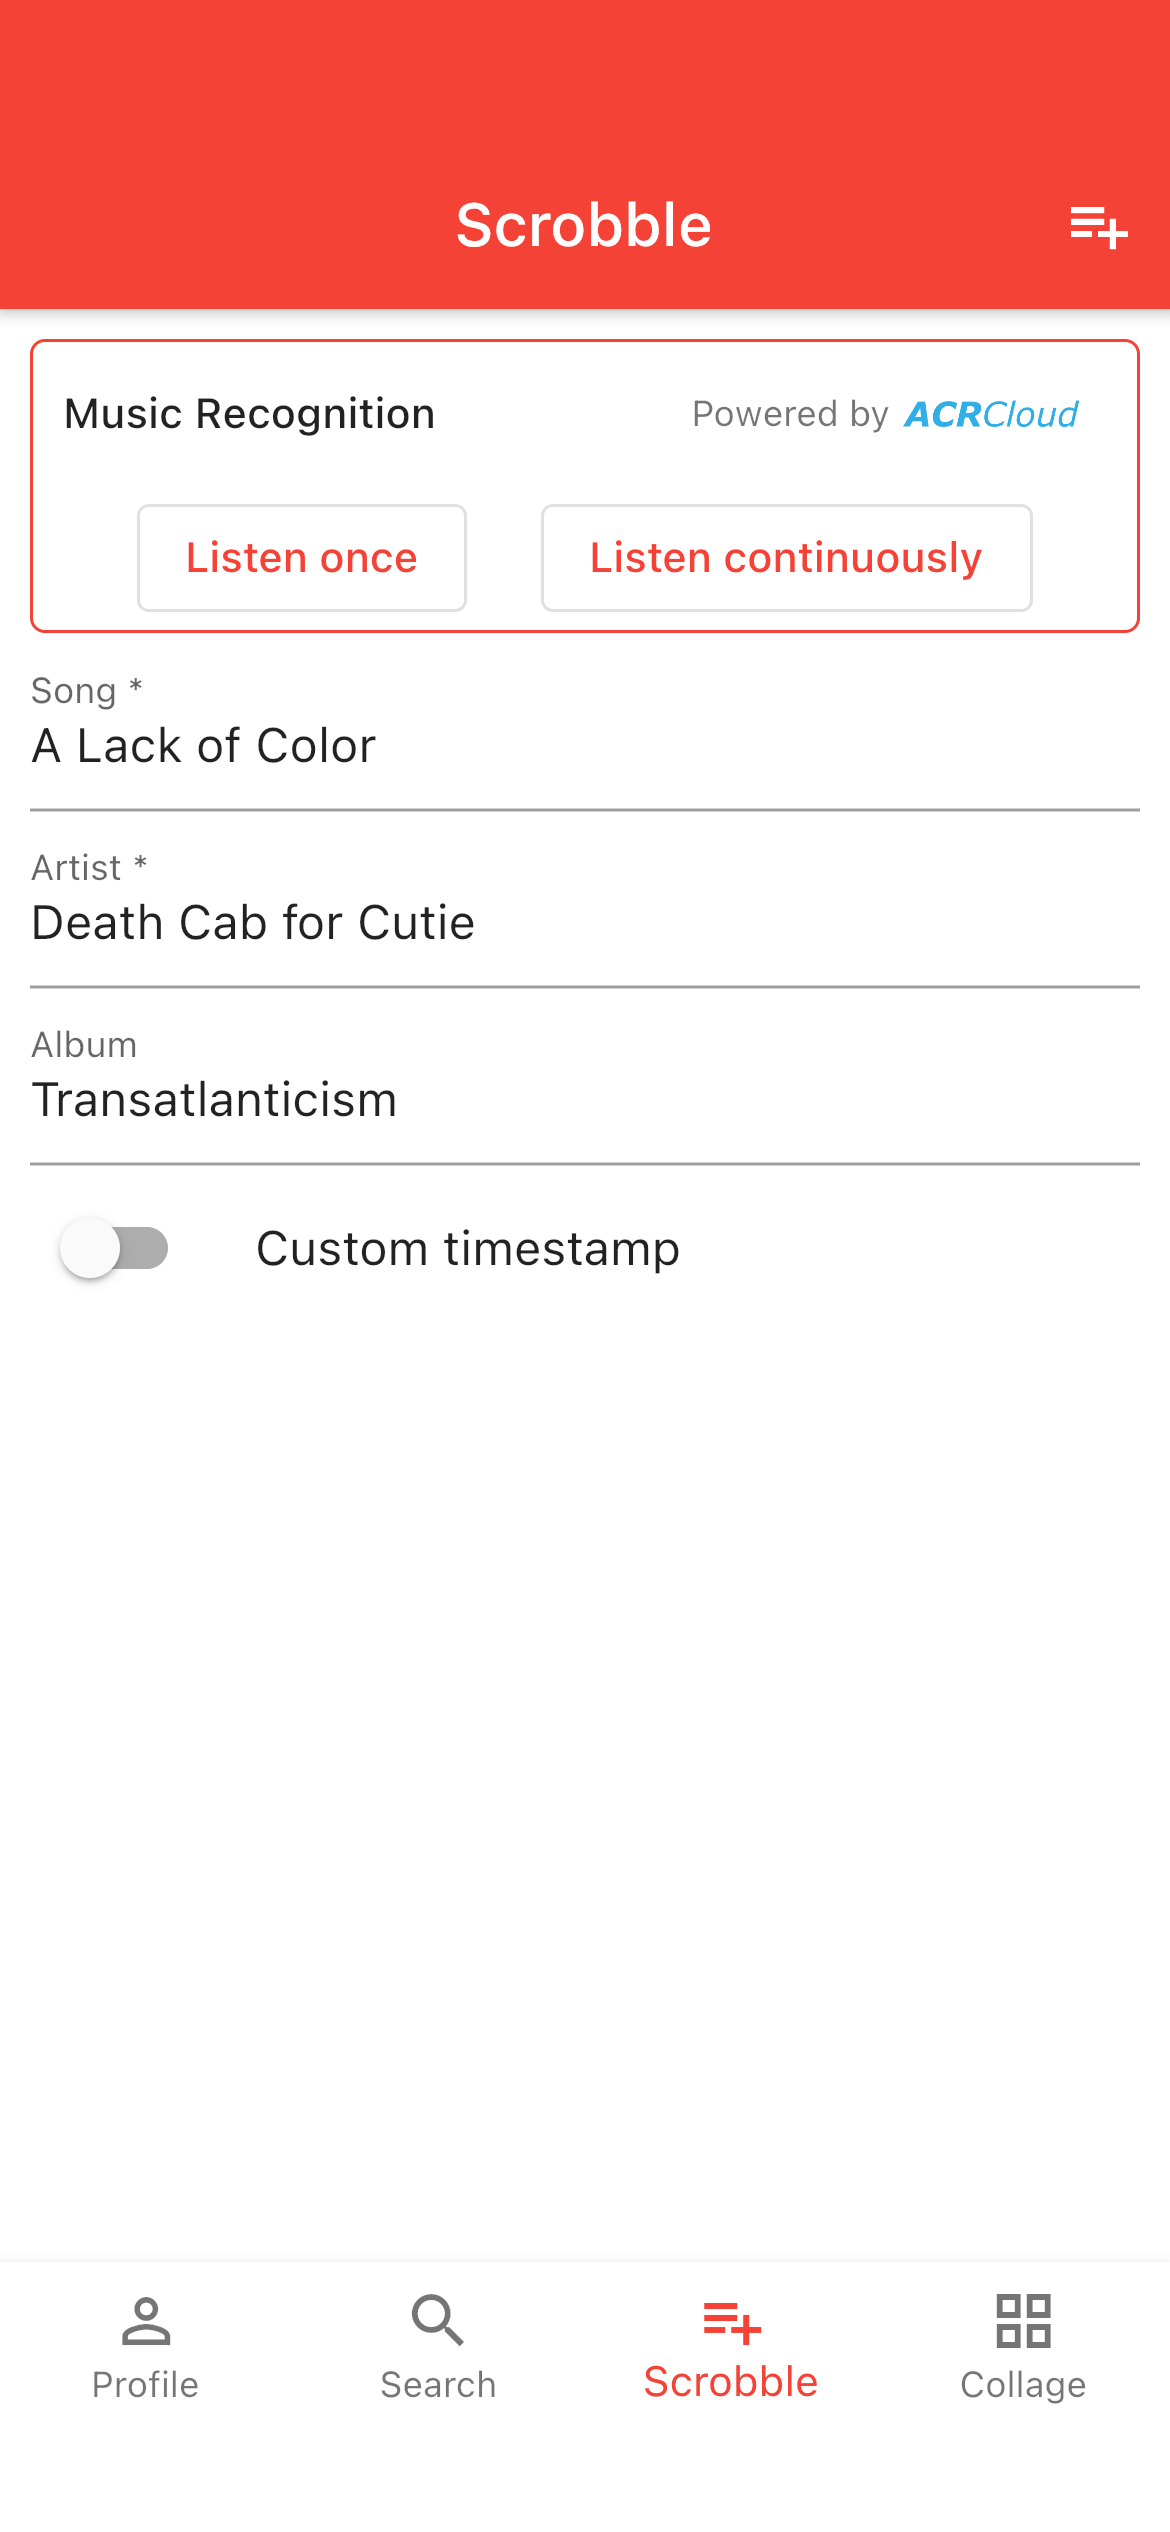 Scrobble
Music Recognition
Powered by ACRCloud
Listen once
Listen continuously
Song *
A Lack of Color
Artist *
Death Cab for Cutie
Album
Transatlanticism
Custom timestamp
Profile
Search
Scrobble
Collage